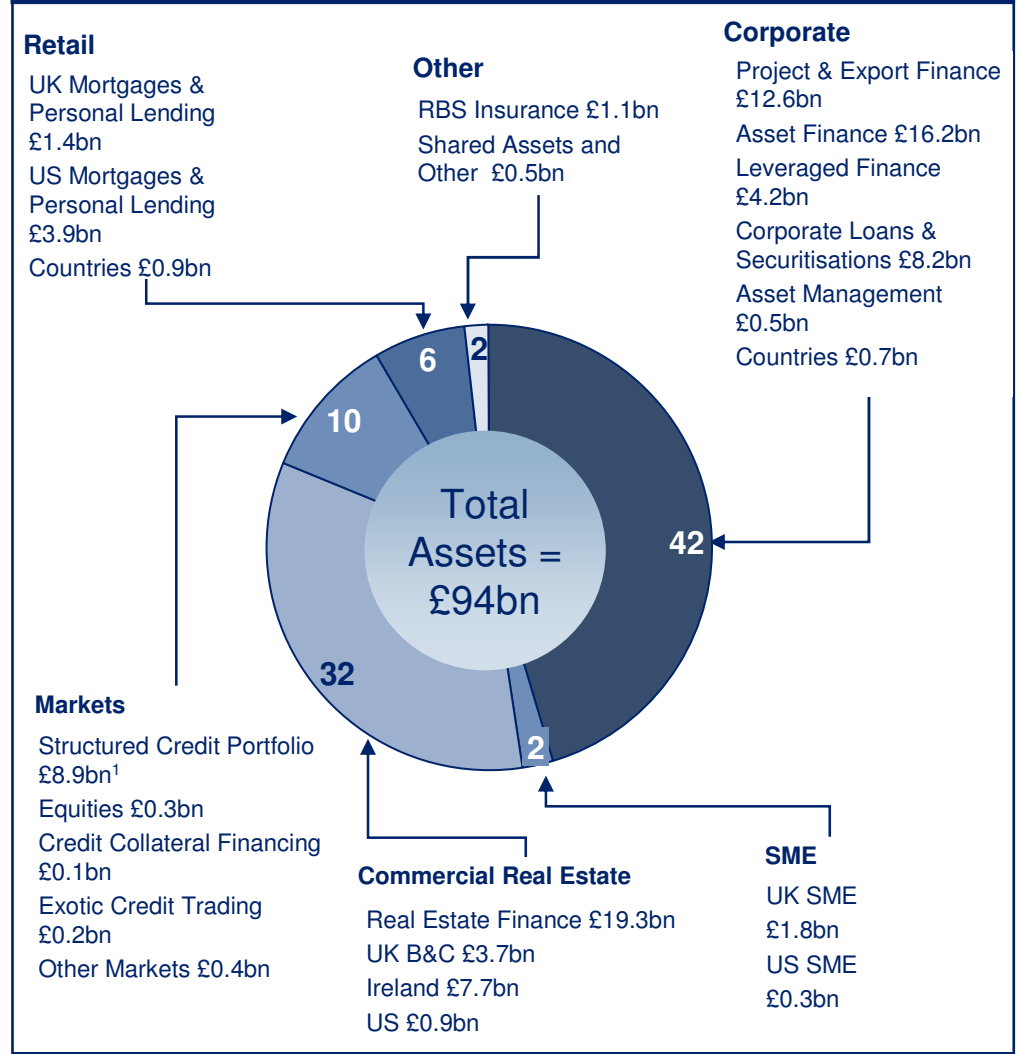 Retail
UK Mortgages &
Personal Lending
£1.4bn
US Mortgages &
Personal Lending
£3.9bn
Countries £0.9bn
Other
RBS Insurance £1.1bn
Shared Assets and
Other £0.5bn
Corporate
Project & Export Finance
£12.6bn
Asset Finance £16.2bn
Leveraged Finance
£4.2bn
Corporate Loans &
Securitisations £8.2bn
Asset Management
£0.5bn
Countries £0.7bn
6
2
10
42
32
2
Total
Assets =
£94bn
Markets
Structured Credit Portfolio
£8.9bn¹
Equities £0.3bn
Credit Collateral Financing
£0.1bn
Exotic Credit Trading
£0.2bn
Other Markets £0.4bn
Commercial Real Estate
Real Estate Finance £19.3bn
UK B&C £3.7bn
Ireland £7.7bn
US £0.9bn
SME
UK SME
£1.8bn
US SME
£0.3bn